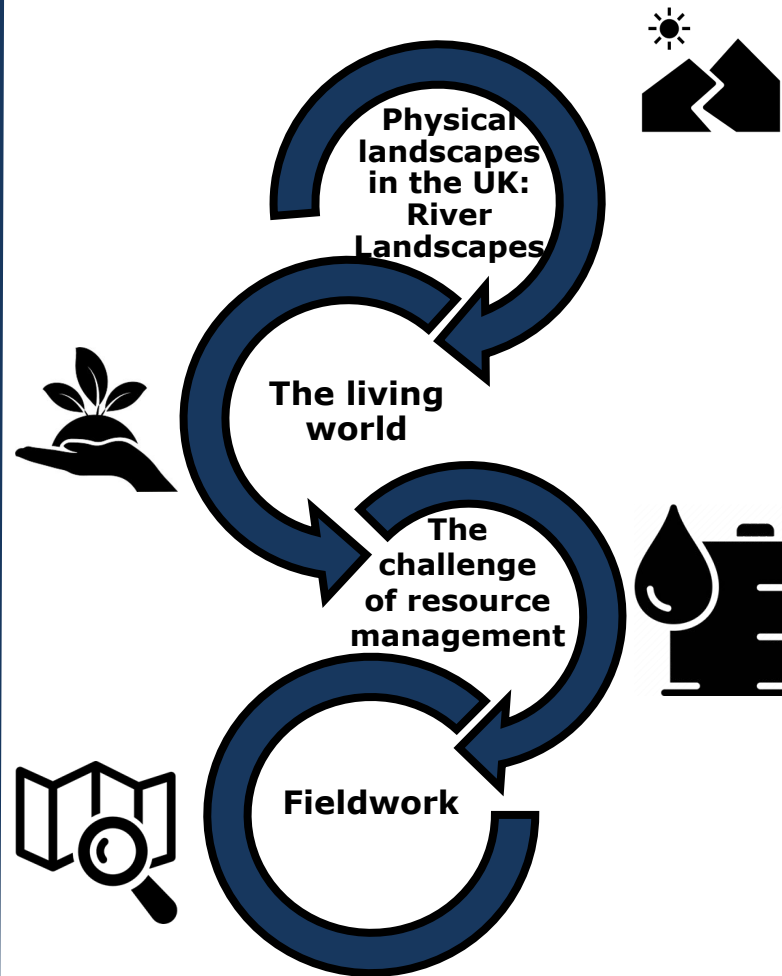 Physical
landscapes
in the UK:
River
Landscapes
The living
world
The
challenge
of resource
management
Fieldwork